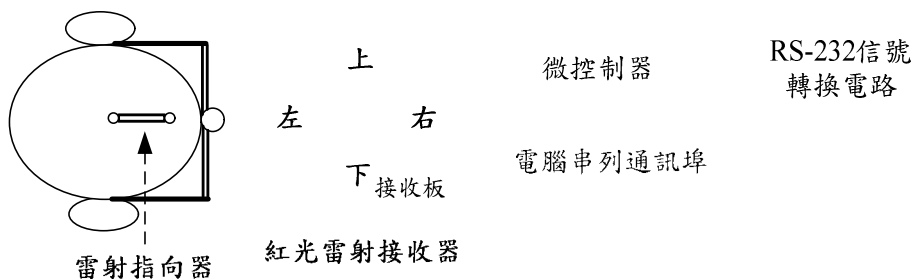 上
左 右
下
接收板
紅光雷射接收器
雷射指向器
微控制器
電腦串列通訊埠
RS-232信號
轉換電路